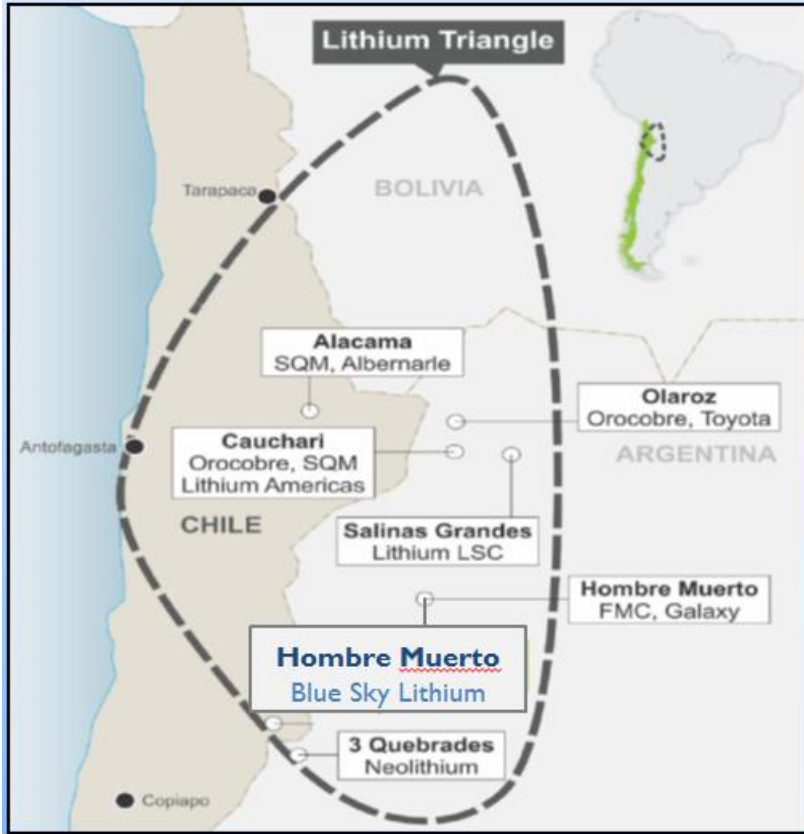 Lithium Triangle
Tarapaca
BOLIVIA
Alacama
SQM, Albernarle
Olaroz
Orocobre, Toyota
Antofagasta
Cauchari
Orocobre, SQM
Lithium Americas
ARGENTINA
CHILE
Salinas Grandes
Lithium LSC
Hombre Muerto
FMC, Galaxy
Hombre Muerto
Blue Sky Lithium
3 Quebrades
Neolithium
Copiapo